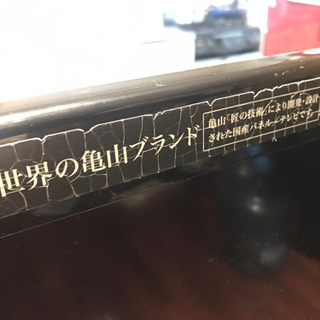 世界の亀山ブランド
亀山「匠の技術」により開発・設計
された国産パネル テレビです